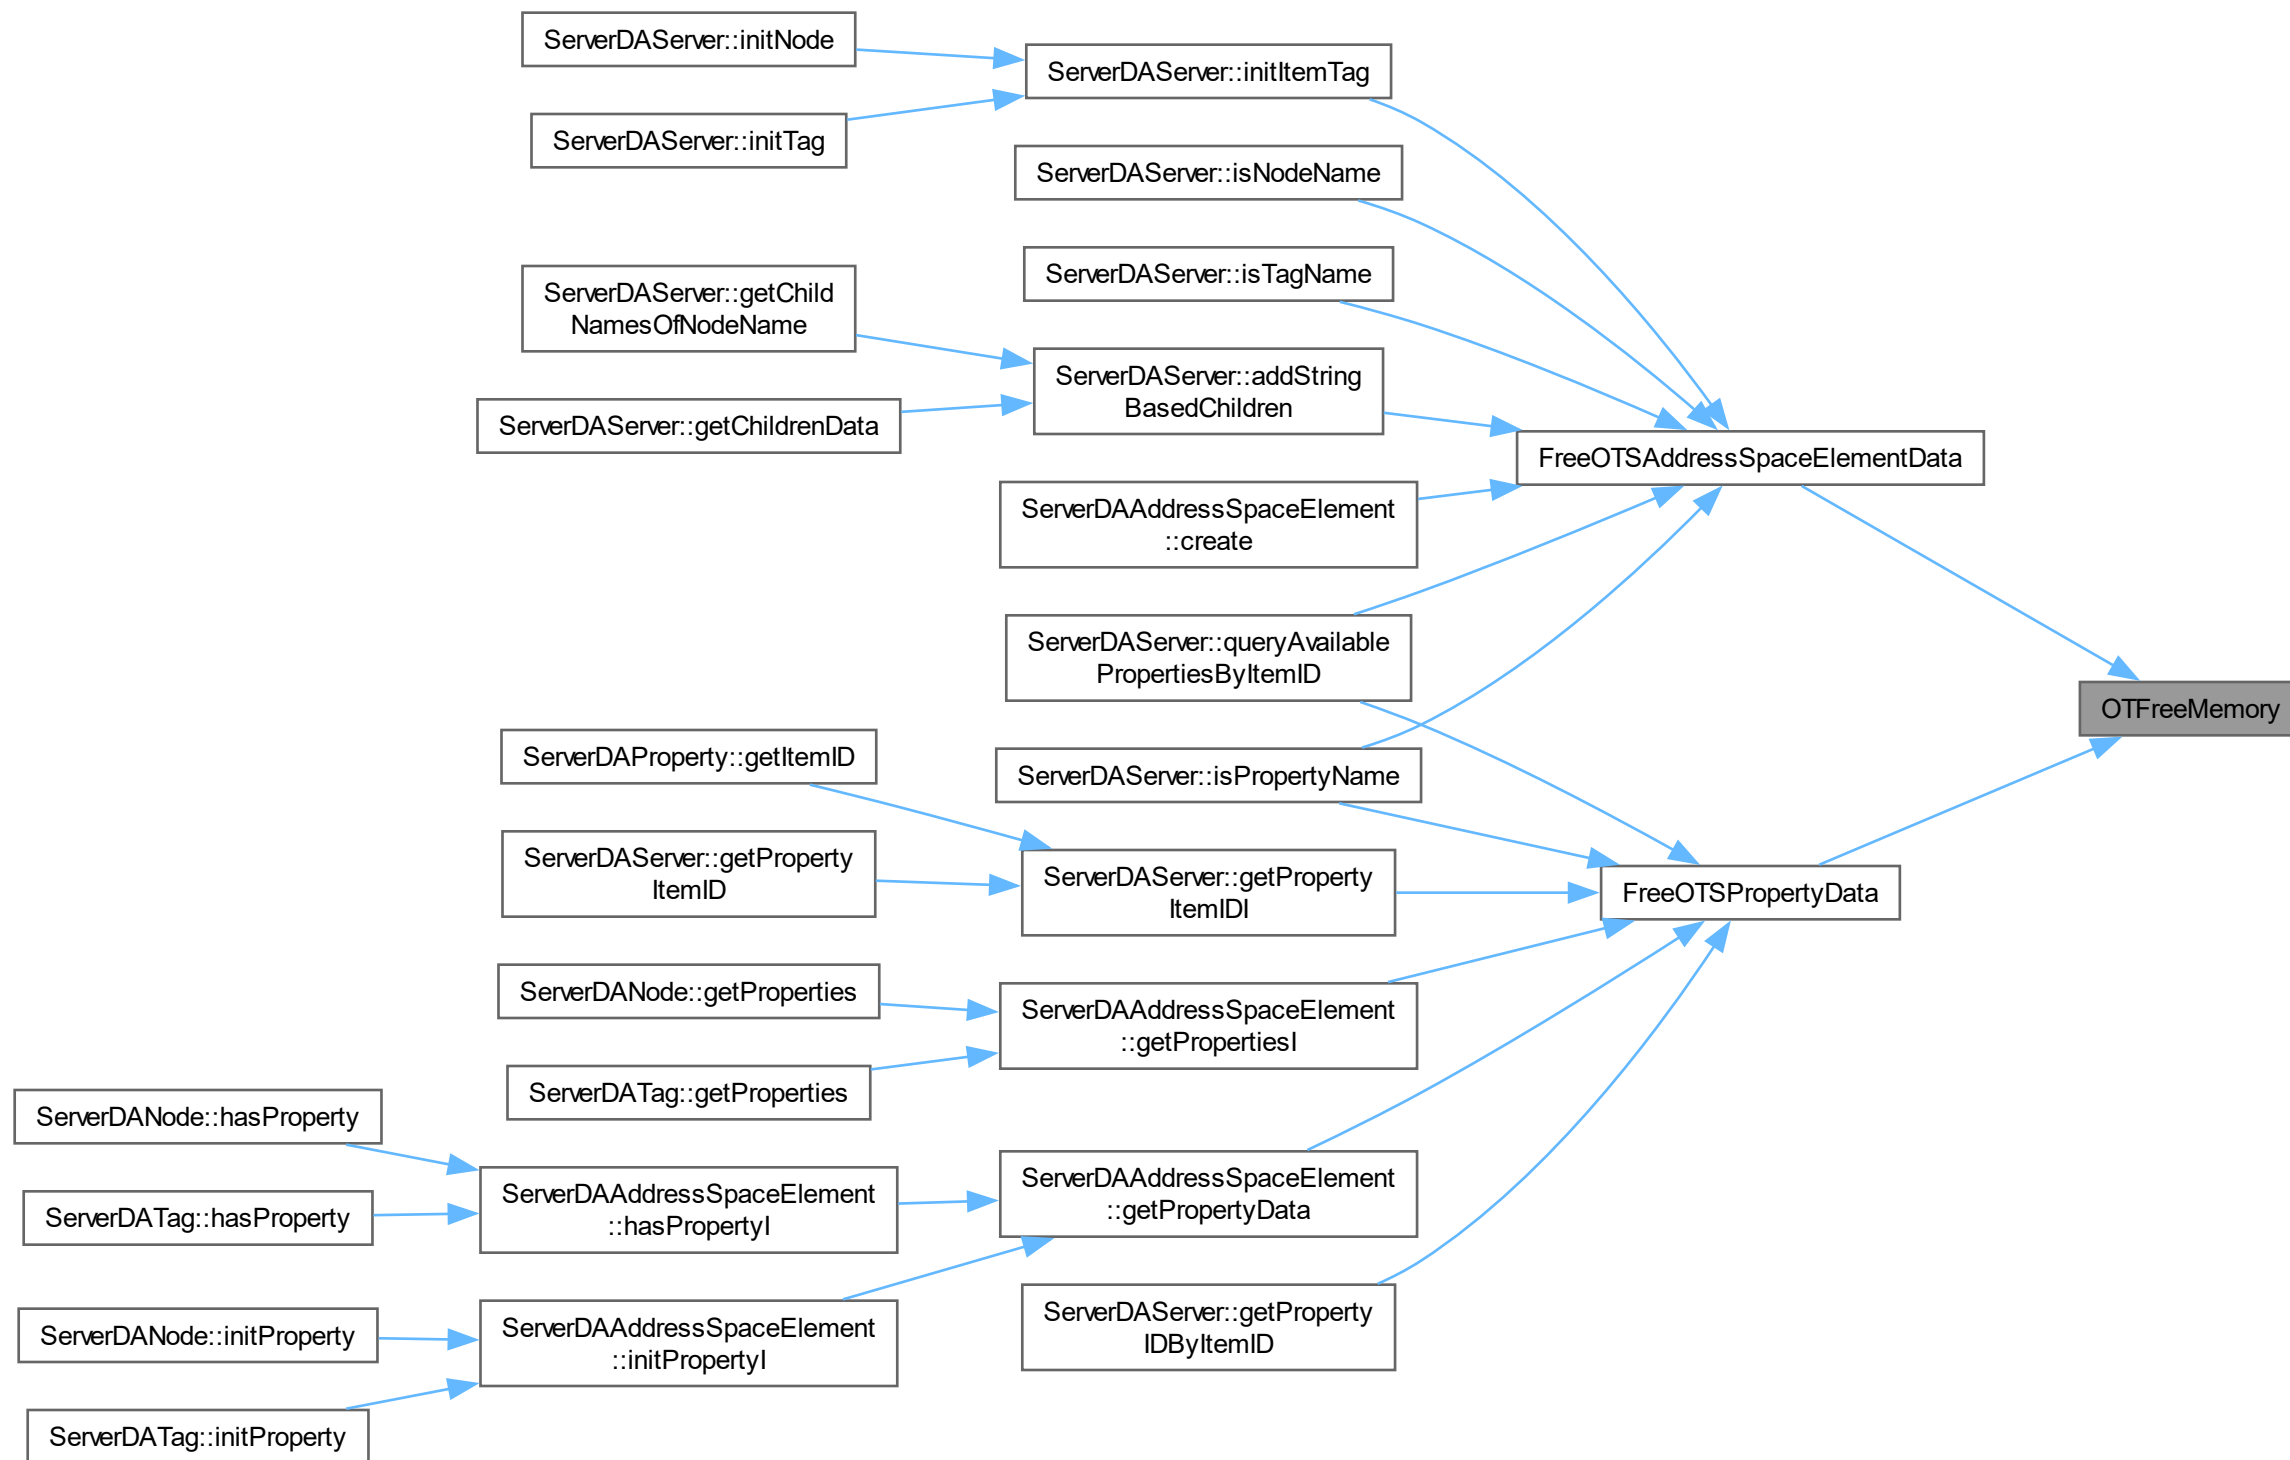 ServerDAServer::initNode
ServerDAServer::initItemTag
ServerDAServer::initTag
ServerDAServer::isNodeName
ServerDAServer::isTagName
ServerDAServer::getChild
NamesOfNodeName
ServerDAServer::addString
BasedChildren
ServerDAServer::getChildrenData
FreeOTSAddressSpaceElementData
ServerDAAddressSpaceElement
::create
ServerDAServer::queryAvailable
PropertiesByItemID
OTFreeMemory
ServerDAProperty::getItemID
ServerDAServer::isPropertyName
ServerDAServer::getProperty
ItemID
ServerDAServer::getProperty
ItemIDI
FreeOTSPropertyData
ServerDANode::getProperties
ServerDAAddressSpaceElement
::getPropertiesI
ServerDATag::getProperties
ServerDANode::hasProperty
ServerDAAddressSpaceElement
::hasPropertyI
ServerDAAddressSpaceElement
::getPropertyData
ServerDATag::hasProperty
ServerDANode::initProperty
ServerDAAddressSpaceElement
::initPropertyI
ServerDAServer::getProperty
IDByItemID
ServerDATag::initProperty